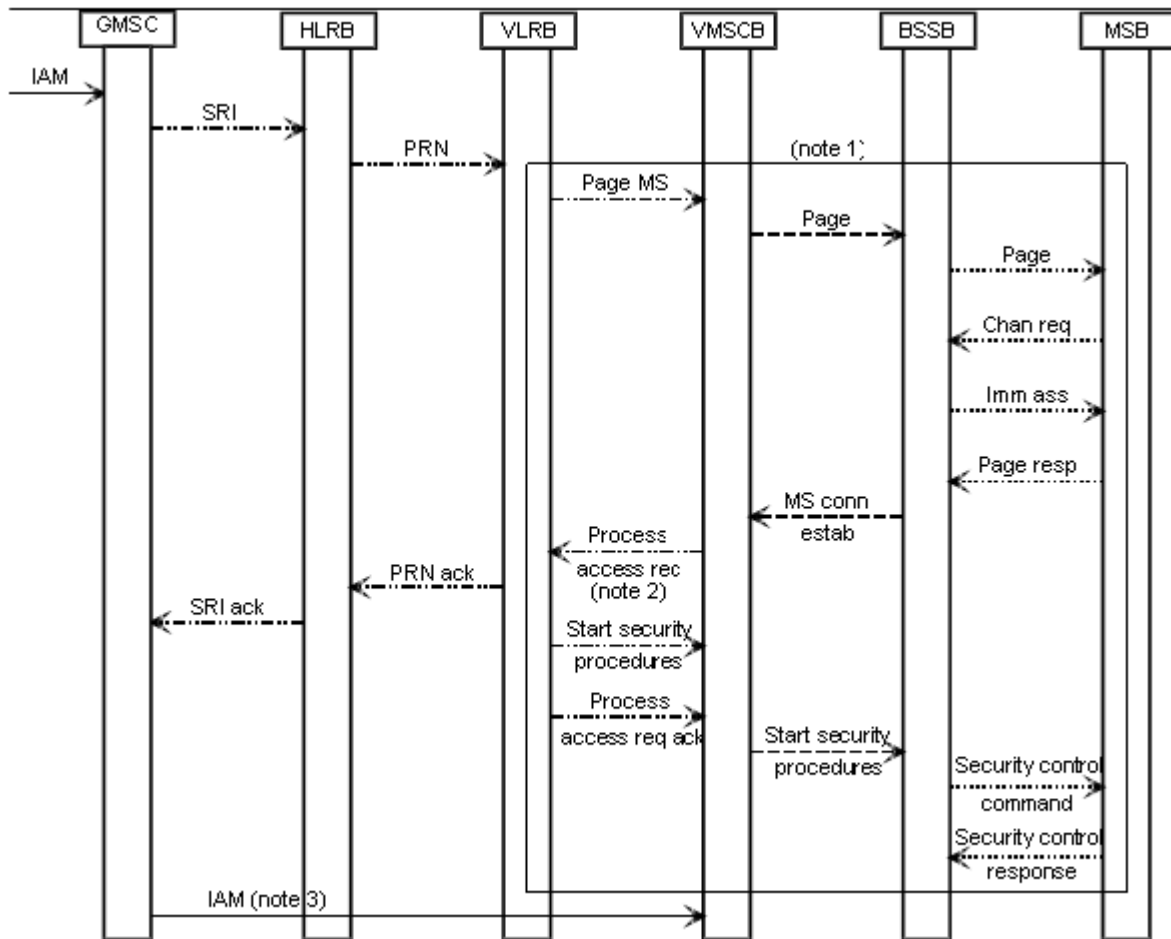 GMSC
HLRB
VLRB
VMSCB
BSSB
MSB
IAM
SRI
PRN
(note 1)
Page MS
Page
Page
Chan req
Imm ass
Page resp
MS conn
estab
Process
access rec
(note 2)
PRN ack
SRI ack
Start security
procedures
Process
access req ack
Start security
procedures
Security control
command
Security control
response
IAM (note 3)